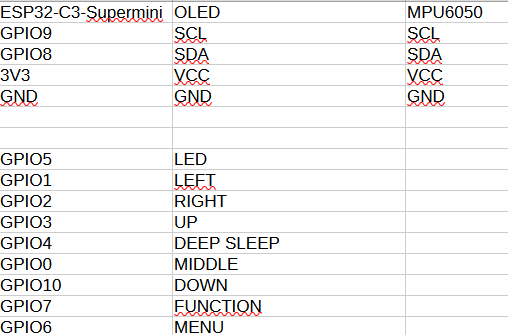 ESP32-C3-Supermini OLED MPU6050
GPIO9 SCL SCL
GPIO8 SDA SDA
3V3 VCC VCC
GND GND GND
GPIO5 LED
GPIO1 LEFT
GPIO2 RIGHT
GPIO3 UP
GPIO4 DEEP SLEEP
GPIO0 MIDDLE
GPIO10 DOWN
GPIO7 FUNCTION
GPIO6 MENU